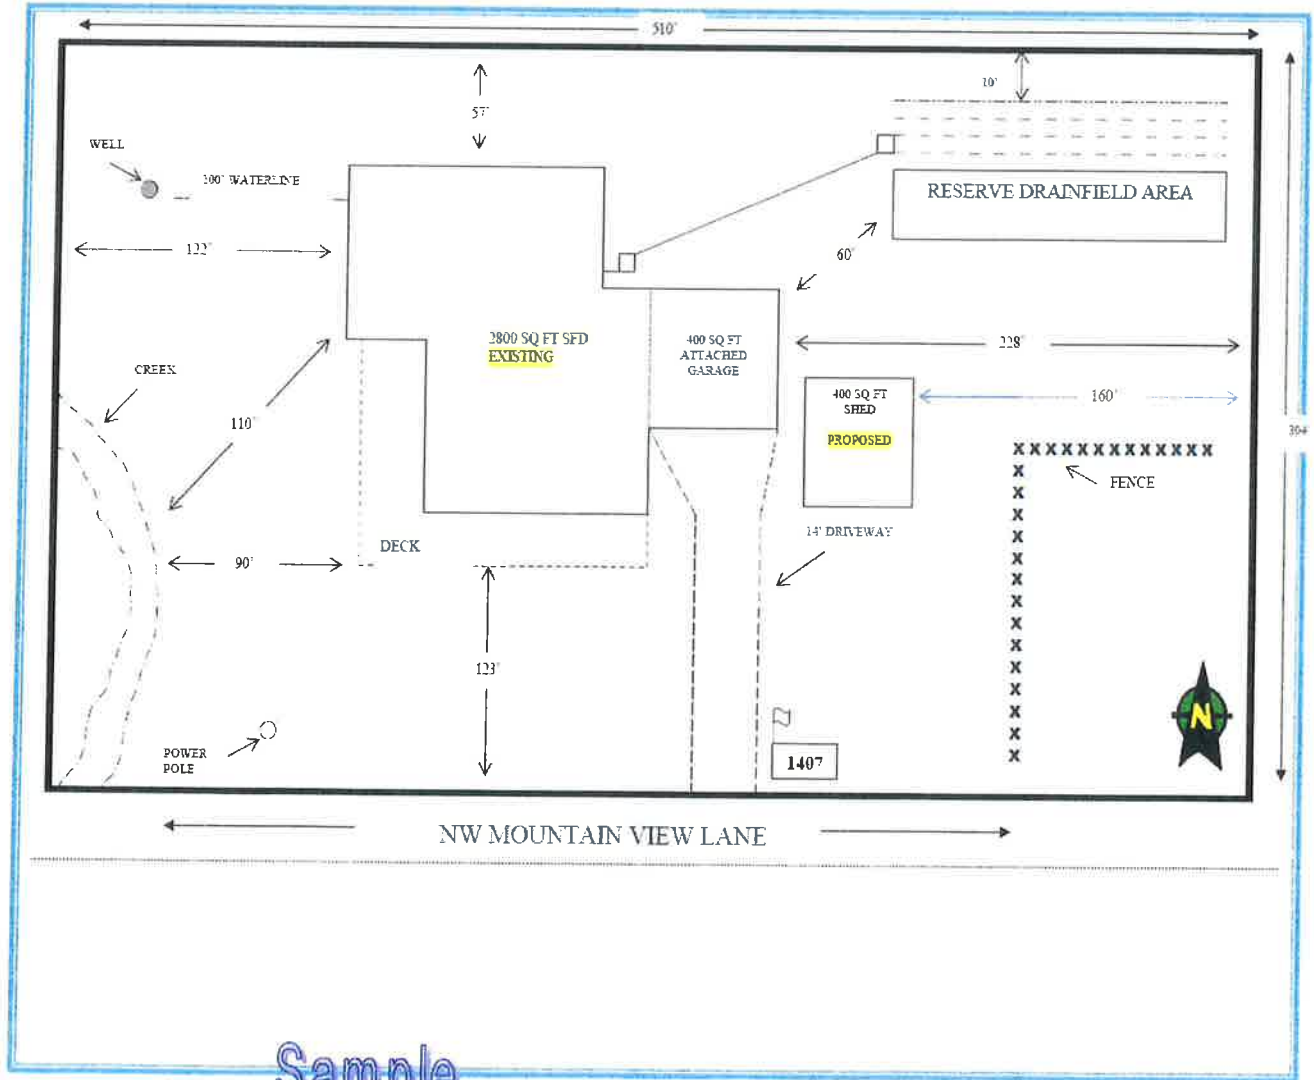 510'
57'
10'
WELL
100' WATERLINE
RESERVE DRAINFIELD AREA
122'
60'
2800 SQ FT SFD
EXISTING
400 SQ FT
ATTACHED
GARAGE
228'
CREEK
400 SQ FT
SHED
PROPOSED
160'
304'
110'
X X X X X X X X X X X X X
X
X
X
X
X
X
X
X
X
X
X
X
X
X
FENCE
14' DRIVEWAY
DECK
90'
123'
N
POWER
POLE
1407
NW MOUNTAIN VIEW LANE
Sample